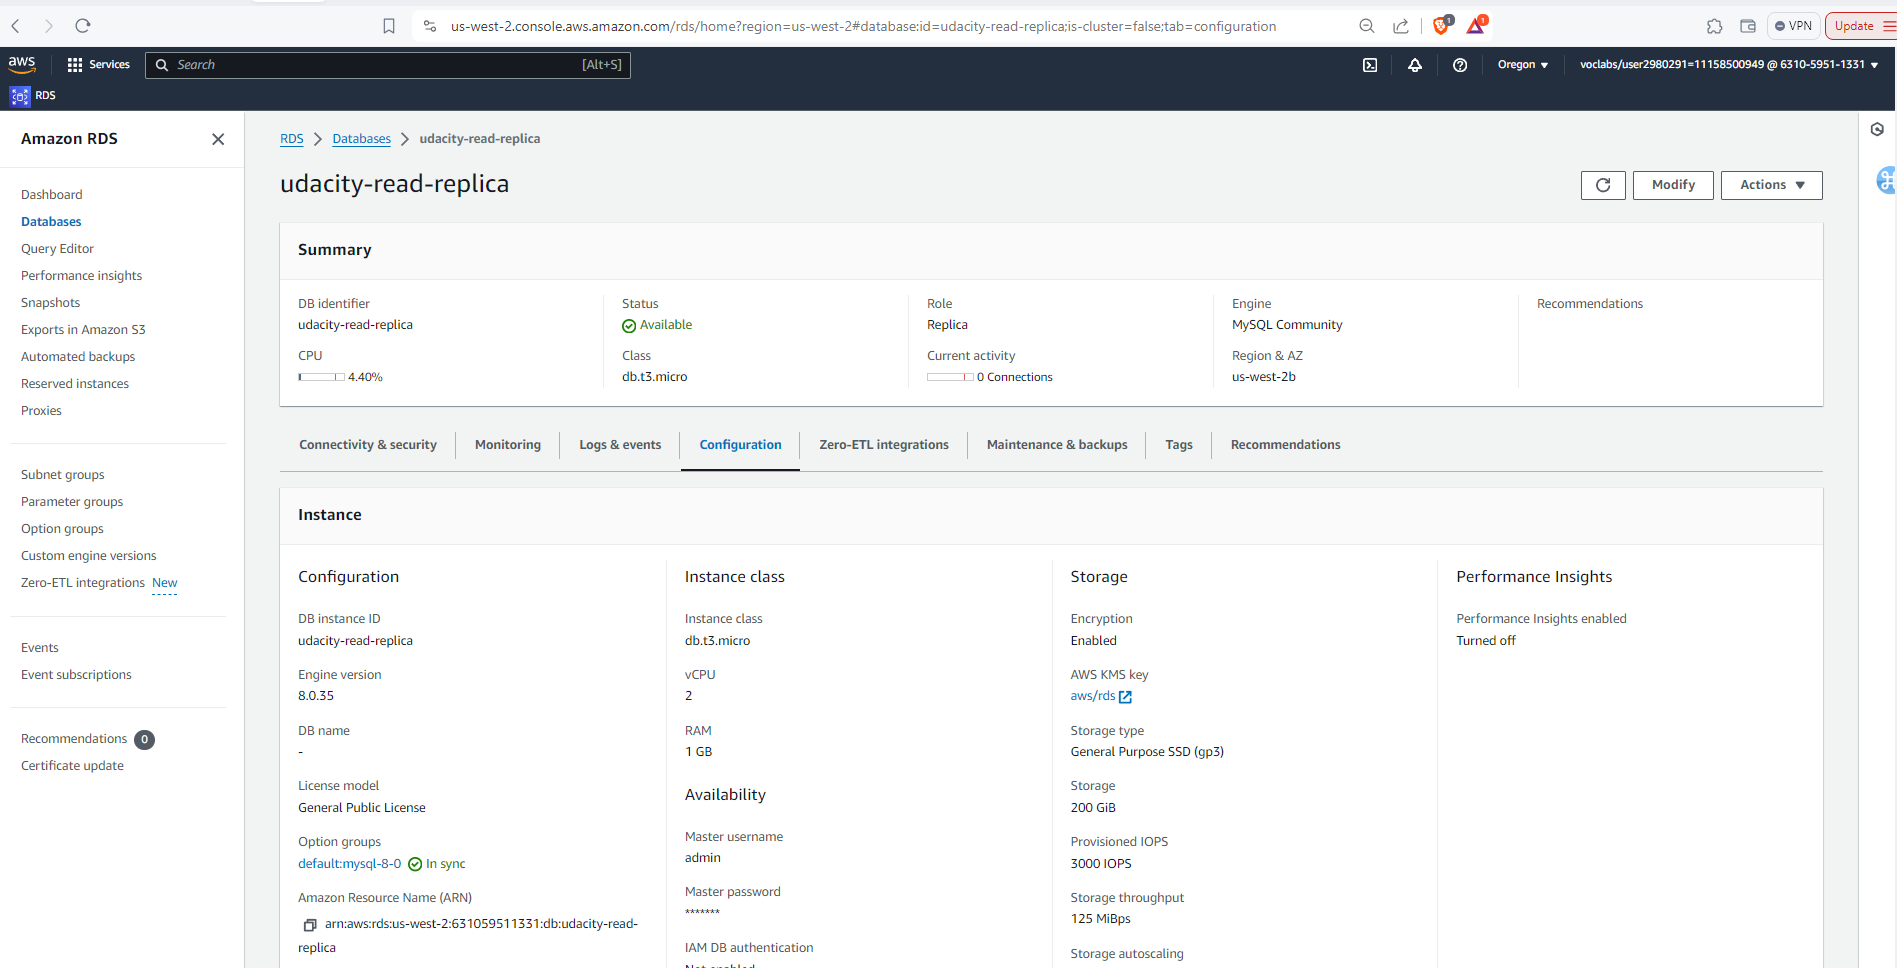 us-west-2.console.aws.amazon.com/rds/home?region=us-west-2#database:id=udacity-read-replica;is-cluster=false;tab=configuration
1
1
VPN
Update
aws
Services
Search
[Alt+S]
Oregon
voclabs/user2980291=11158500949 @ 6310-5951-1331
RDS
Amazon RDS
Dashboard
Databases
Query Editor
Performance insights
Snapshots
Exports in Amazon S3
Automated backups
Reserved instances
Proxies
Subnet groups
Parameter groups
Option groups
Custom engine versions
Zero-ETL integrations New
Events
Event subscriptions
Recommendations 0
Certificate update
RDS
Databases
udacity-read-replica
udacity-read-replica
Modify
Actions
Summary
DB identifier
udacity-read-replica
CPU
4.40%
Status
Available
Class
db.t3.micro
Role
Replica
Current activity
0 Connections
Engine
MySQL Community
Region & AZ
us-west-2b
Recommendations
Connectivity & security
Monitoring
Logs & events
Configuration
Zero-ETL integrations
Maintenance & backups
Tags
Recommendations
Instance
Configuration
DB instance ID
udacity-read-replica
Engine version
8.0.35
DB name
-
License model
General Public License
Option groups
default:mysql-8-0 In sync
Amazon Resource Name (ARN)
arn:aws:rds:us-west-2:631059511331:db:udacity-read-
replica
Instance class
Instance class
db.t3.micro
vCPU
2
RAM
1 GB
Availability
Master username
admin
Master password
*******
IAM DB authentication
Not enabled
Storage
Encryption
Enabled
AWS KMS key
aws/rds
Storage type
General Purpose SSD (gp3)
Storage
200 GiB
Provisioned IOPS
3000 IOPS
Storage throughput
125 MiBps
Storage autoscaling
Performance Insights
Performance Insights enabled
Turned off